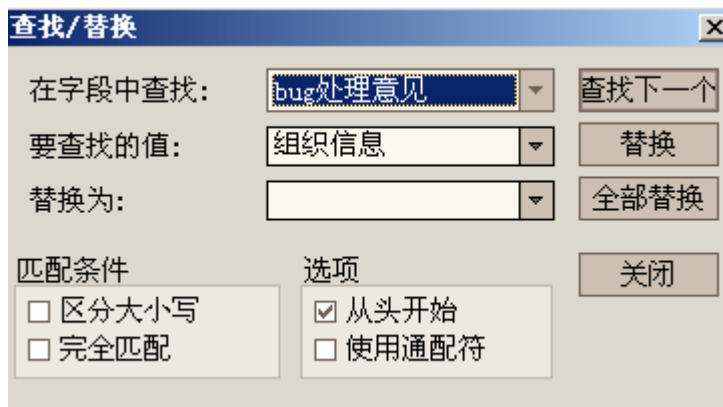 查找/替换
在字段中查找: bug处理意见 查找下一个
要查找的值: 组织信息 替换
替换为: 全部替换
匹配条件 选项 关闭
区分大小写 从头开始
完全匹配 使用通配符